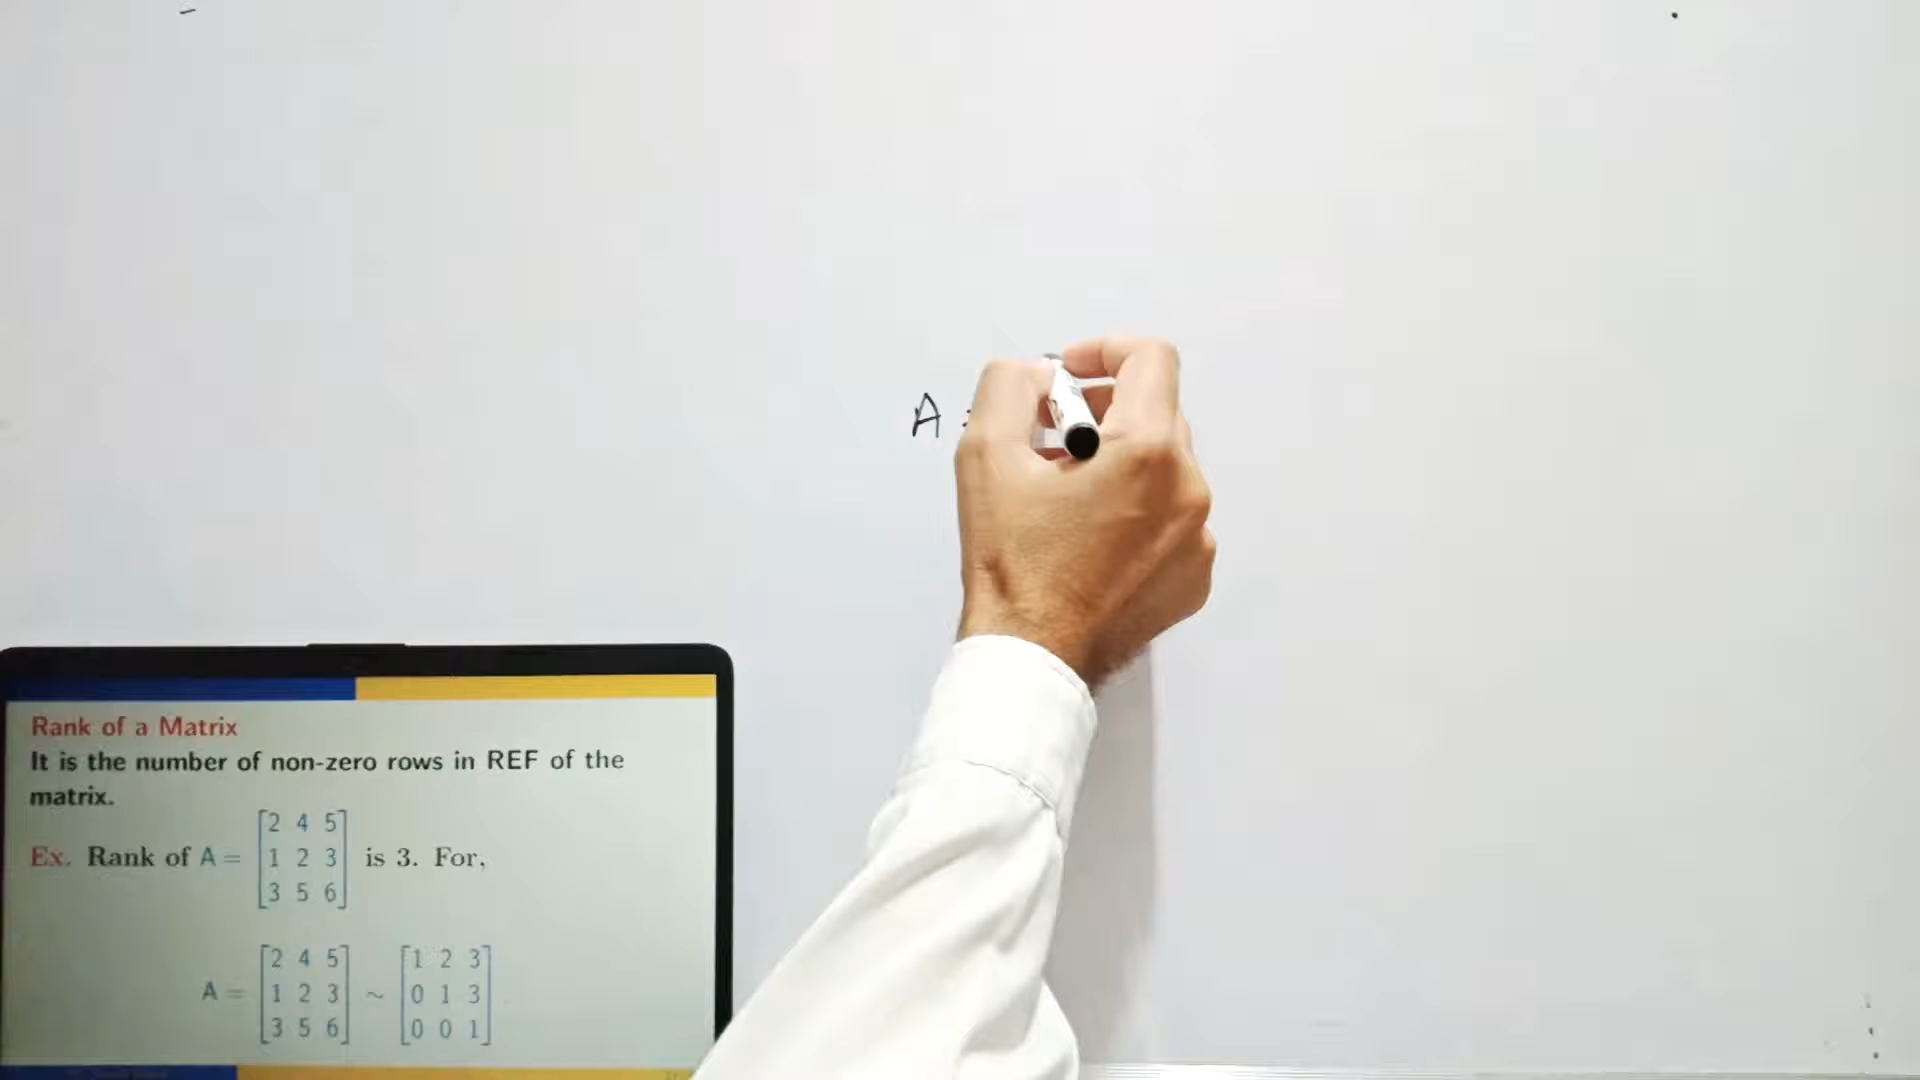 A =
Rank of a Matrix
It is the number of non-zero rows in REF of the
matrix.
Ex. Rank of A = [2 4 5
1 2 3
3 5 6] is 3. For,
A = [2 4 5
1 2 3
3 5 6] ~ [1 2 3
0 1 3
0 0 1]